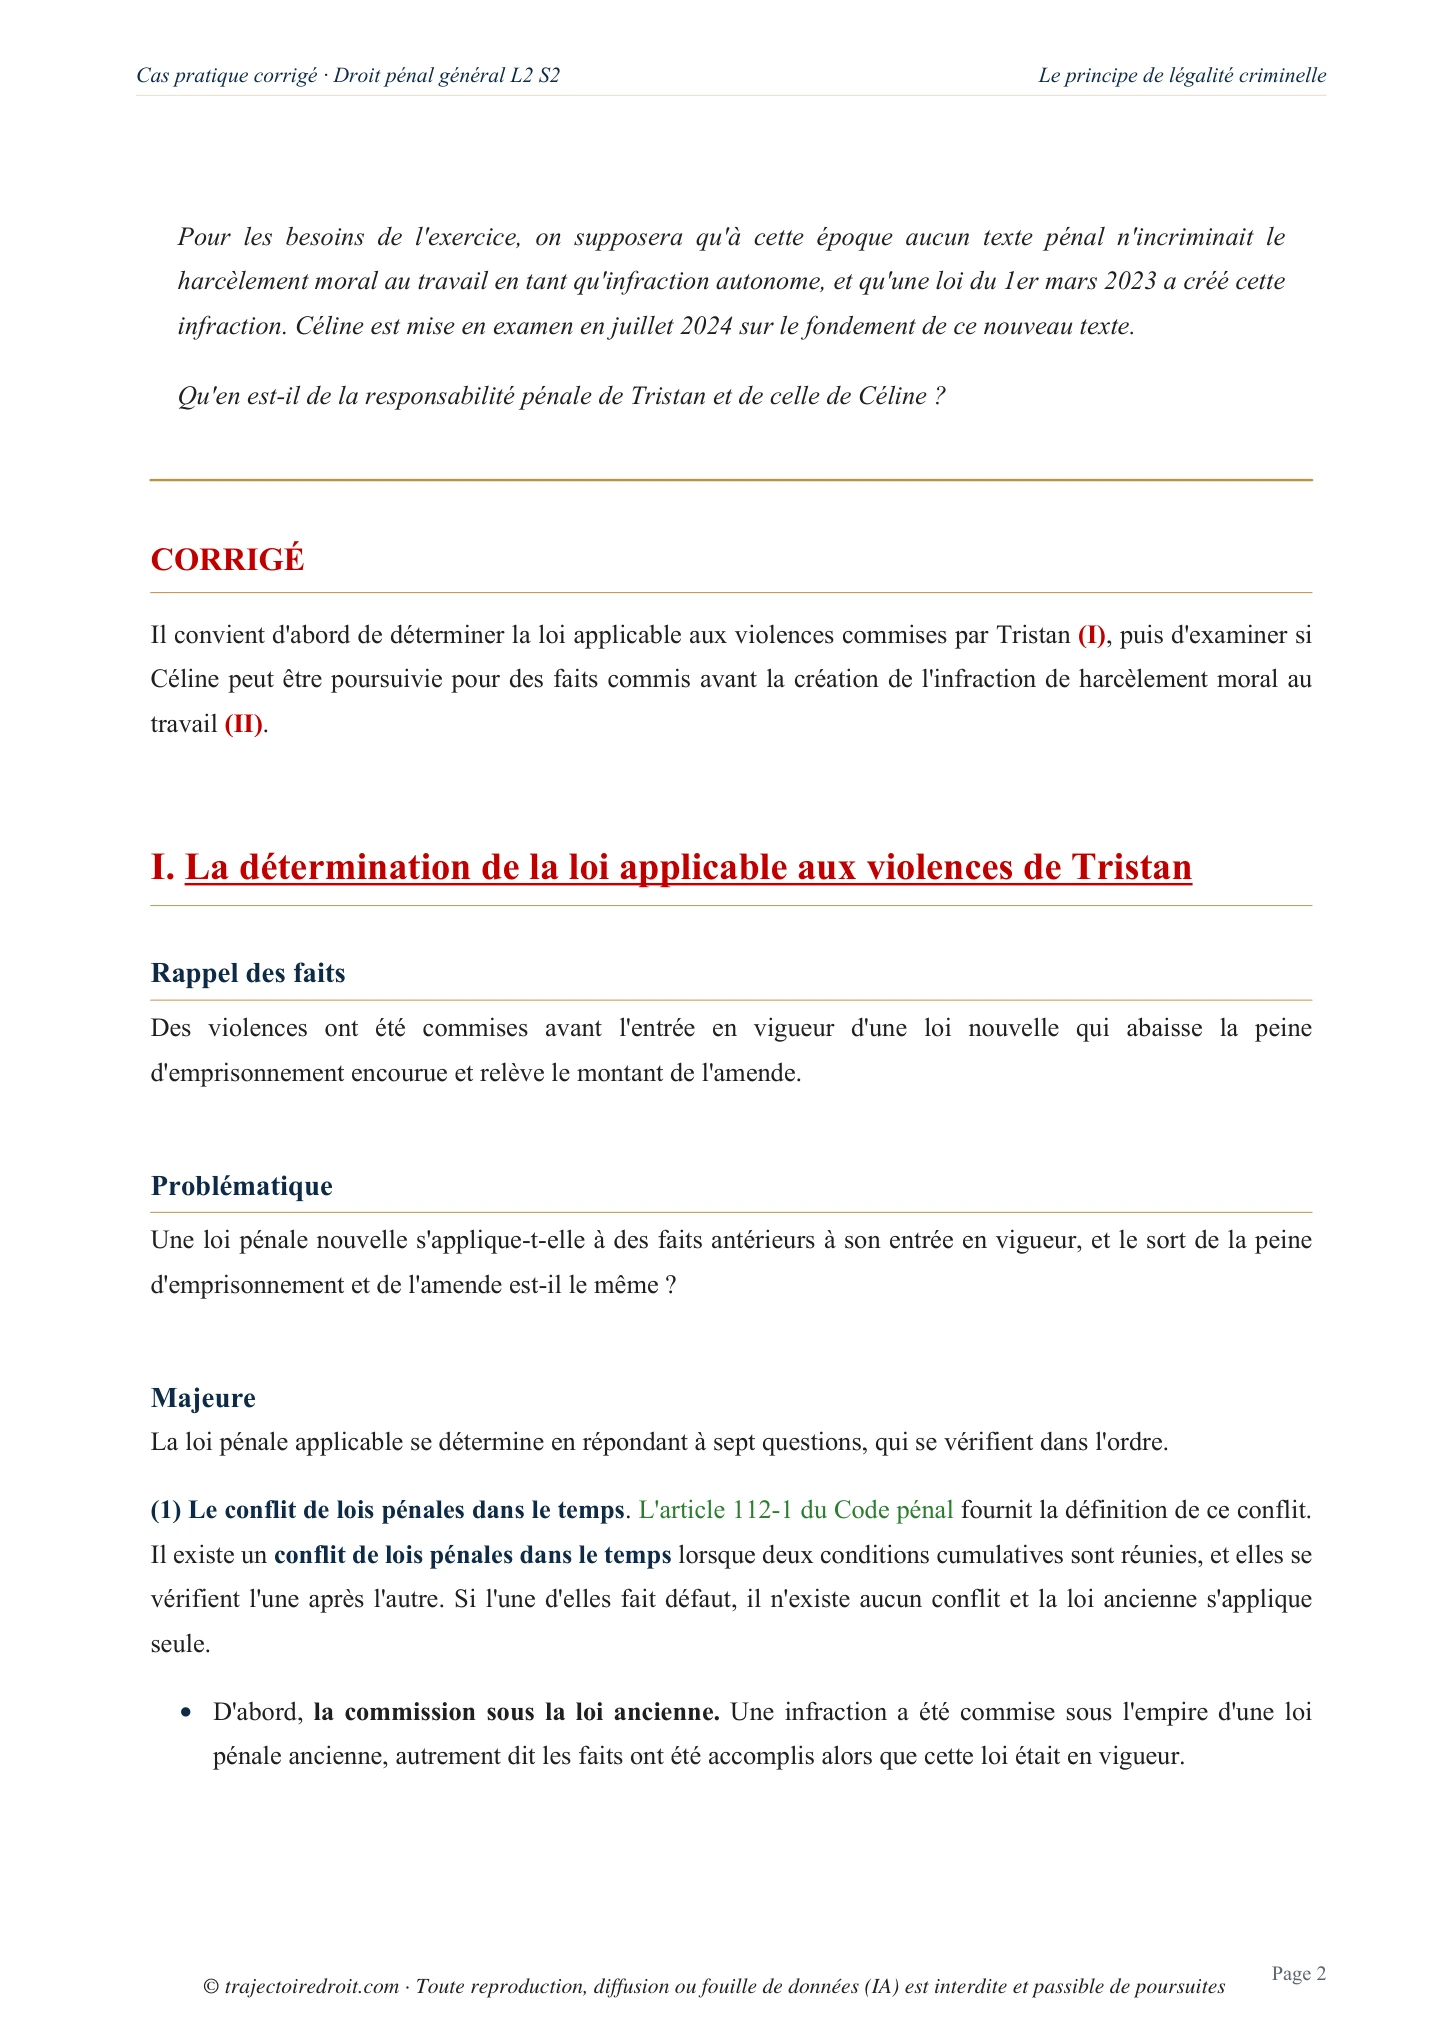 Cas pratique corrigé · Droit pénal général L2 S2
Le principe de légalité criminelle
Pour les besoins de l'exercice, on supposera qu'à cette époque aucun texte pénal n'incriminait le
harcèlement moral au travail en tant qu'infraction autonome, et qu'une loi du 1er mars 2023 a créé cette
infraction. Céline est mise en examen en juillet 2024 sur le fondement de ce nouveau texte.
Qu'en est-il de la responsabilité pénale de Tristan et de celle de Céline ?
CORRIGÉ
Il convient d'abord de déterminer la loi applicable aux violences commises par Tristan (I), puis d'examiner si
Céline peut être poursuivie pour des faits commis avant la création de l'infraction de harcèlement moral au
travail (II).
I. La détermination de la loi applicable aux violences de Tristan
Rappel des faits
Des violences ont été commises avant l'entrée en vigueur d'une loi nouvelle qui abaisse la peine
d'emprisonnement encourue et relève le montant de l'amende.
Problématique
Une loi pénale nouvelle s'applique-t-elle à des faits antérieurs à son entrée en vigueur, et le sort de la peine
d'emprisonnement et de l'amende est-il le même ?
Majeure
La loi pénale applicable se détermine en répondant à sept questions, qui se vérifient dans l'ordre.
(1) Le conflit de lois pénales dans le temps. L'article 112-1 du Code pénal fournit la définition de ce conflit.
Il existe un conflit de lois pénales dans le temps lorsque deux conditions cumulatives sont réunies, et elles se
vérifient l'une après l'autre. Si l'une d'elles fait défaut, il n'existe aucun conflit et la loi ancienne s'applique
seule.
• D'abord, la commission sous la loi ancienne. Une infraction a été commise sous l'empire d'une loi
pénale ancienne, autrement dit les faits ont été accomplis alors que cette loi était en vigueur.
© trajectoiredroit.com · Toute reproduction, diffusion ou fouille de données (IA) est interdite et passible de poursuites
Page 2